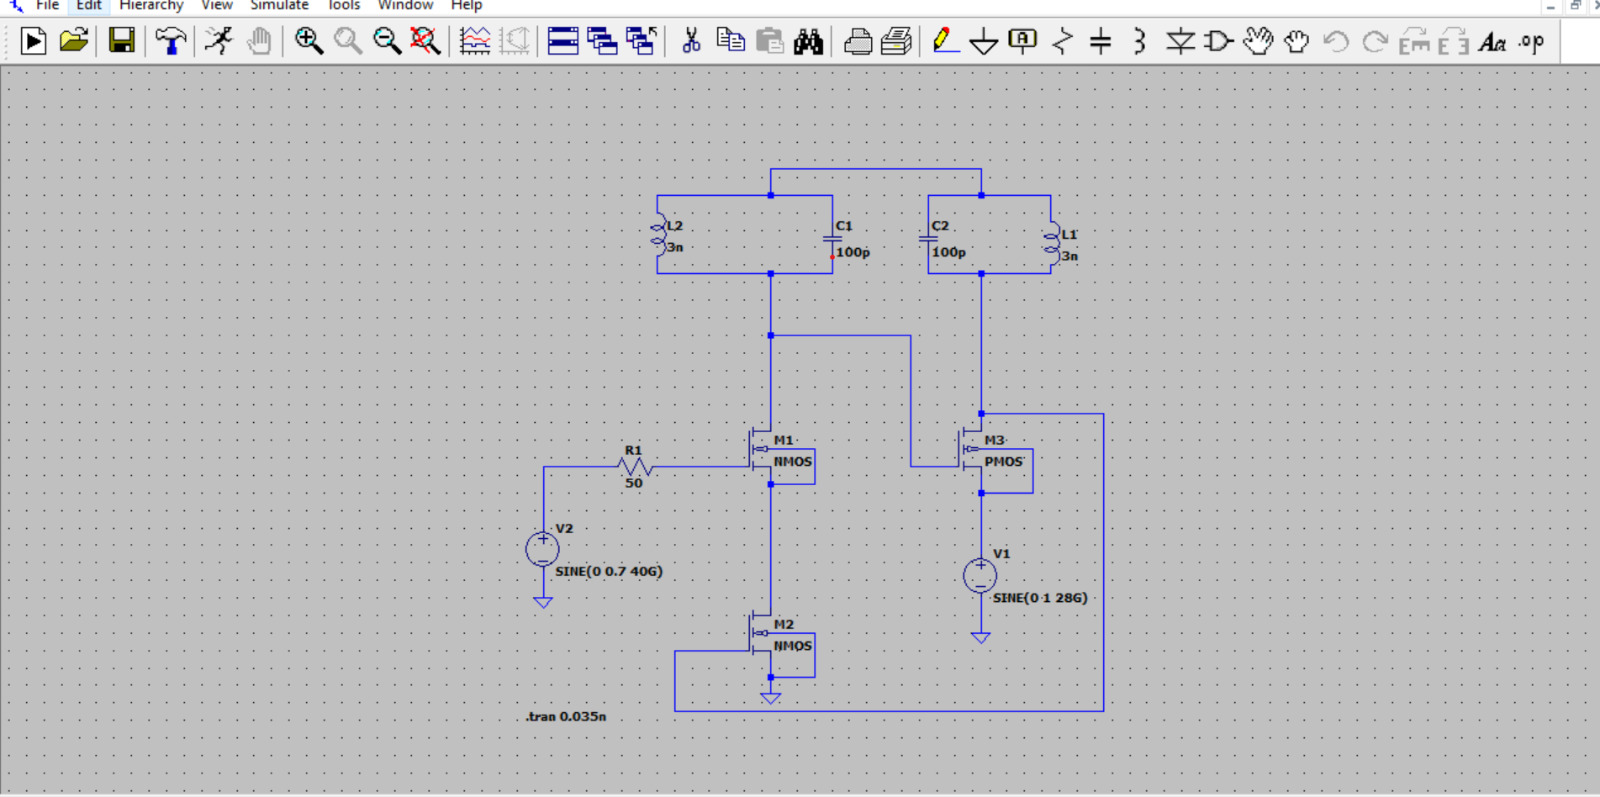 File Edit Hierarchy View Simulate Tools Window Help
A Aa .op
L2
3n
C1
100p
C2
100p
L1
3n
R1
50
M1
NMOS
M3
PMOS
V2
SINE(0 0.7 40G)
V1
SINE(0 1 28G)
M2
NMOS
.tran 0.035n